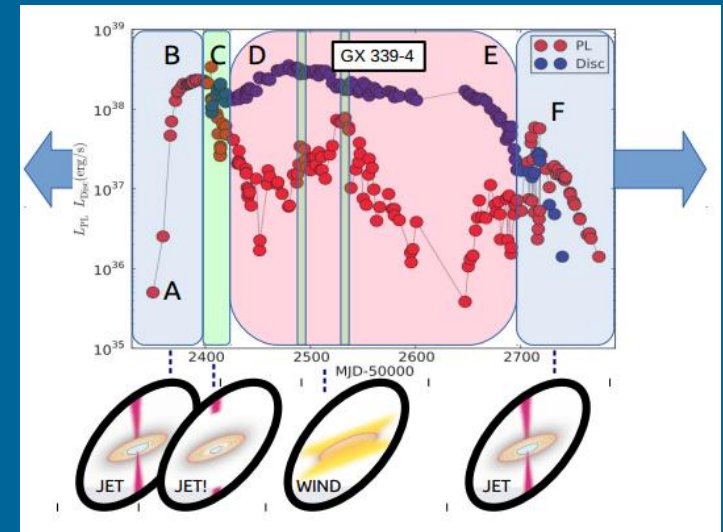 10^39
B
C
D
GX 339-4
E
PL
Disc
10^38
F
L_PL L_Disc(erg/s)
10^37
10^36
A
10^35
2400
2500
2600
2700
MJD-50000
JET
JET!
WIND
JET